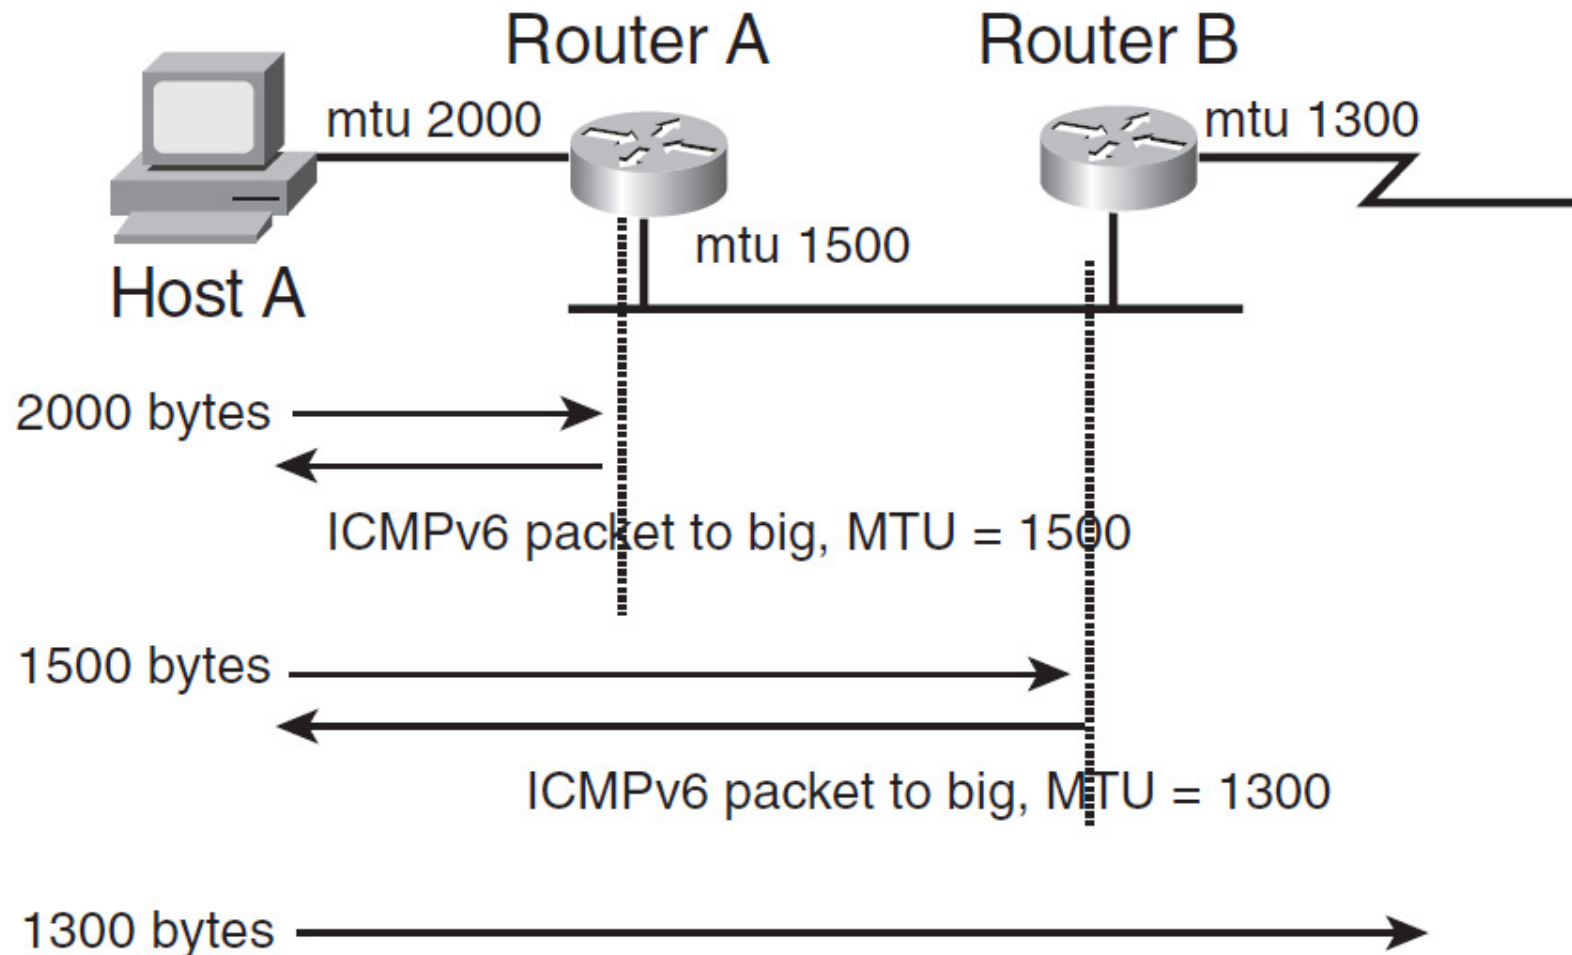 Router A
Router B
mtu 2000
mtu 1300
mtu 1500
Host A
2000 bytes
ICMPv6 packet to big, MTU = 1500
1500 bytes
ICMPv6 packet to big, MTU = 1300
1300 bytes